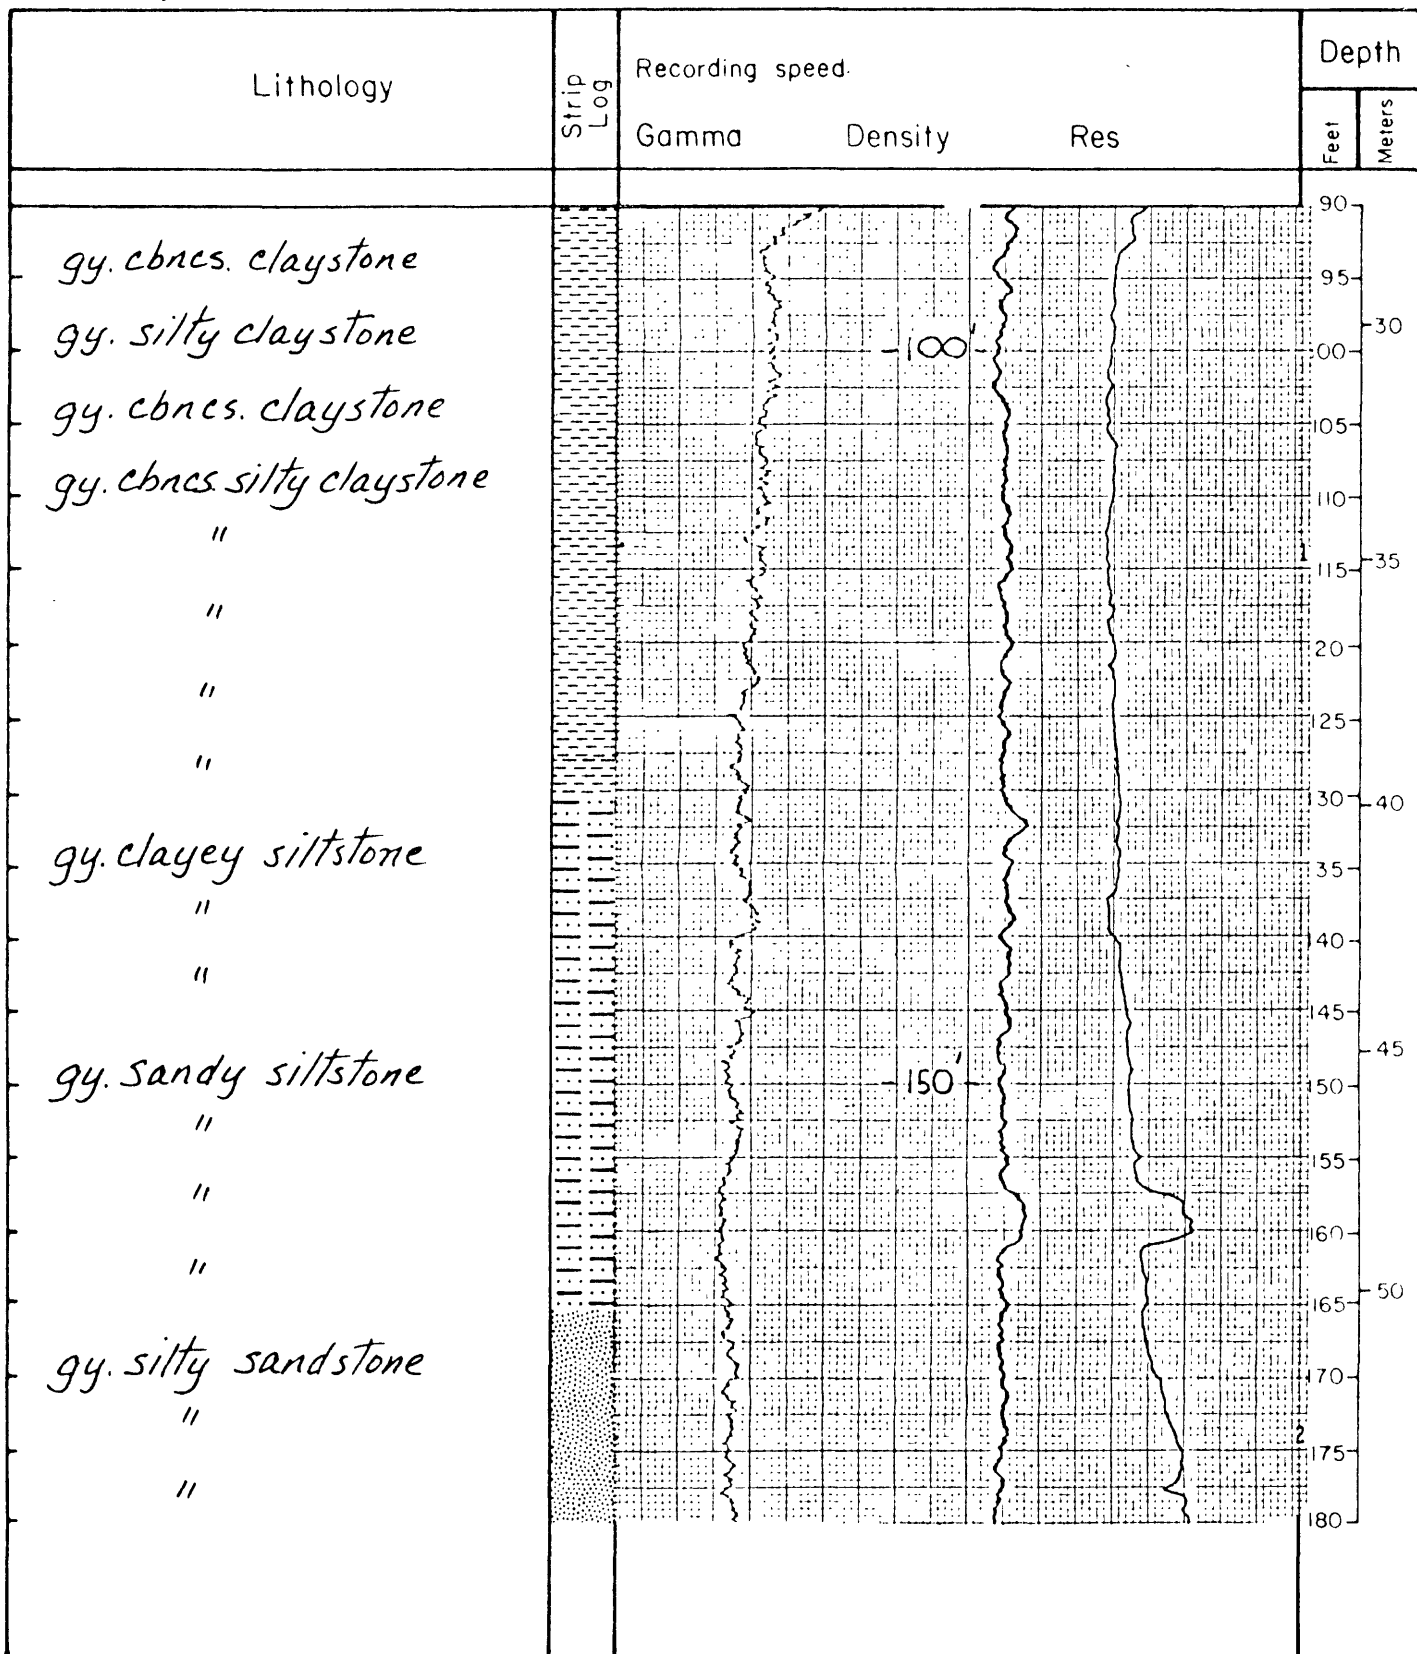 Lithology
Strip Log
Recording speed.
Gamma Density Res
Depth
Feet
Meters
90
gy. cbncs. claystone
95
gy. silty claystone
30
100'
00
gy. cbncs. claystone
105
gy. cbncs. silty claystone
110
"
1
35
115
"
120
"
125
"
130
40
gy. clayey siltstone
135
"
140
"
145
45
gy. sandy siltstone
150'
150
"
155
"
160
"
50
165
gy. silty sandstone
170
"
2
175
"
180